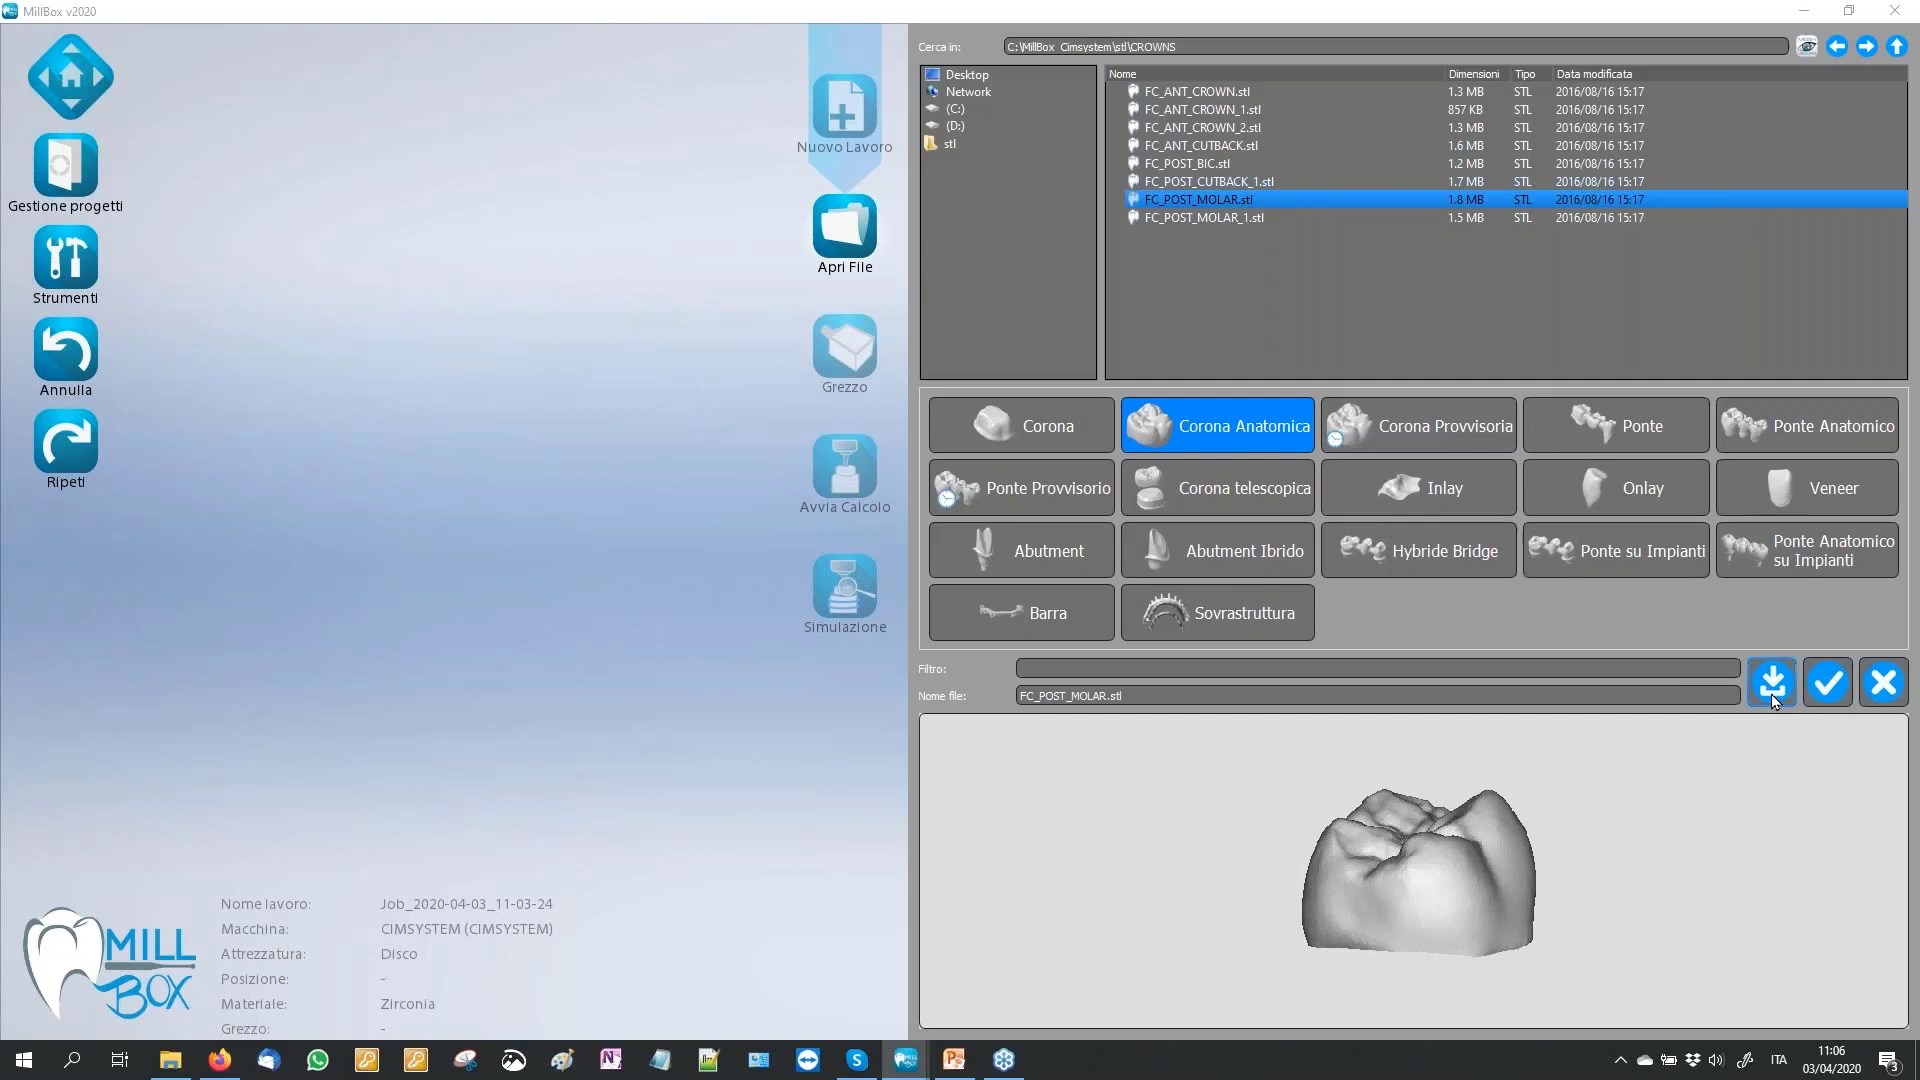 MillBox v2020
Gestione progetti
Strumenti
Annulla
Ripeti
Nuovo Lavoro
Apri File
Grezzo
Avvia Calcolo
Simulazione
MILL
BOX
Nome lavoro: Job_2020-04-03_11-03-24
Macchina: CIMSYSTEM (CIMSYSTEM)
Attrezzatura: Disco
Posizione: -
Materiale: Zirconia
Grezzo: -
Cerca in: C:\MillBox Cimsystem\stl\CROWNS
Desktop
Network
(C:)
(D:)
stl
Nome Dimensioni Tipo Data modificata
FC_ANT_CROWN.stl 1.3 MB STL 2016/08/16 15:17
FC_ANT_CROWN_1.stl 857 KB STL 2016/08/16 15:17
FC_ANT_CROWN_2.stl 1.3 MB STL 2016/08/16 15:17
FC_ANT_CUTBACK.stl 1.6 MB STL 2016/08/16 15:17
FC_POST_BIC.stl 1.2 MB STL 2016/08/16 15:17
FC_POST_CUTBACK_1.stl 1.7 MB STL 2016/08/16 15:17
FC_POST_MOLAR.stl 1.8 MB STL 2016/08/16 15:17
FC_POST_MOLAR_1.stl 1.5 MB STL 2016/08/16 15:17
Corona Corona Anatomica Corona Provvisoria Ponte Ponte Anatomico
Ponte Provvisorio Corona telescopica Inlay Onlay Veneer
Abutment Abutment Ibrido Hybride Bridge Ponte su Impianti Ponte Anatomico
su Impianti
Barra Sovrastruttura
Filtro:
Nome file: FC_POST_MOLAR.stl
ITA
11:06
03/04/2020
3